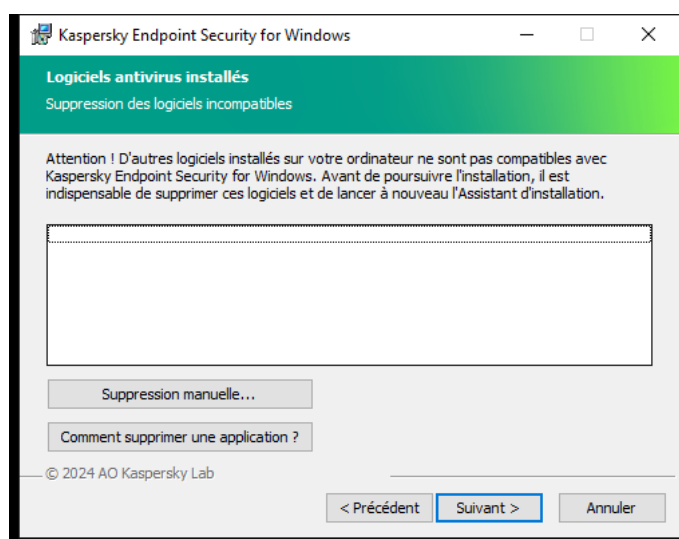 Kaspersky Endpoint Security for Windows
Logiciels antivirus installés
Suppression des logiciels incompatibles
Attention ! D'autres logiciels installés sur votre ordinateur ne sont pas compatibles avec
Kaspersky Endpoint Security for Windows. Avant de poursuivre l'installation, il est
indispensable de supprimer ces logiciels et de lancer à nouveau l'Assistant d'installation.
Suppression manuelle...
Comment supprimer une application ?
© 2024 AO Kaspersky Lab
< Précédent Suivant > Annuler